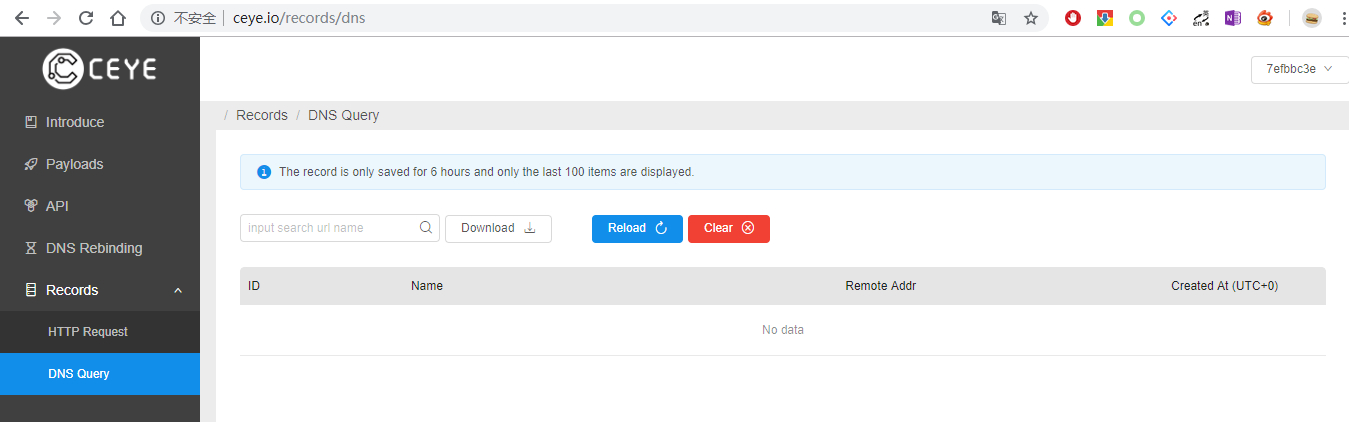 不安全 | ceye.io/records/dns
CEYE
7efbbc3e
Introduce
Payloads
API
DNS Rebinding
Records
HTTP Request
DNS Query
/ Records / DNS Query
The record is only saved for 6 hours and only the last 100 items are displayed.
input search url name Download Reload Clear
ID Name Remote Addr Created At (UTC+0)
No data